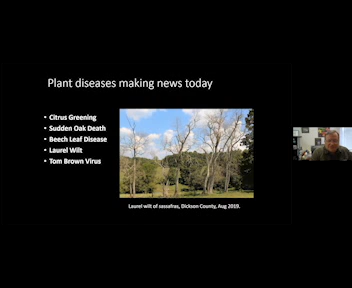 Plant diseases making news today
• Citrus Greening
• Sudden Oak Death
• Beech Leaf Disease
• Laurel Wilt
• Tom Brown Virus
Laurel wilt of sassafras, Dickson County, Aug 2019.